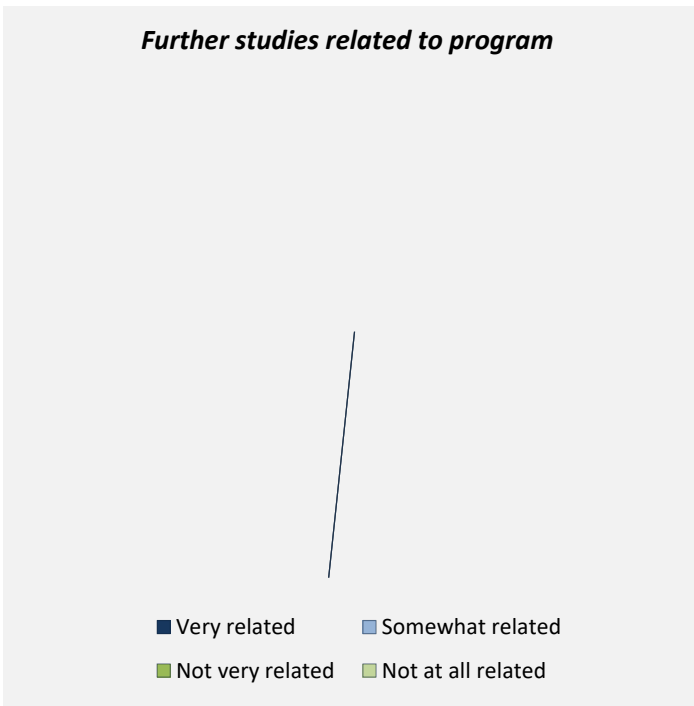 Further studies related to program
Very related Somewhat related
Not very related Not at all related